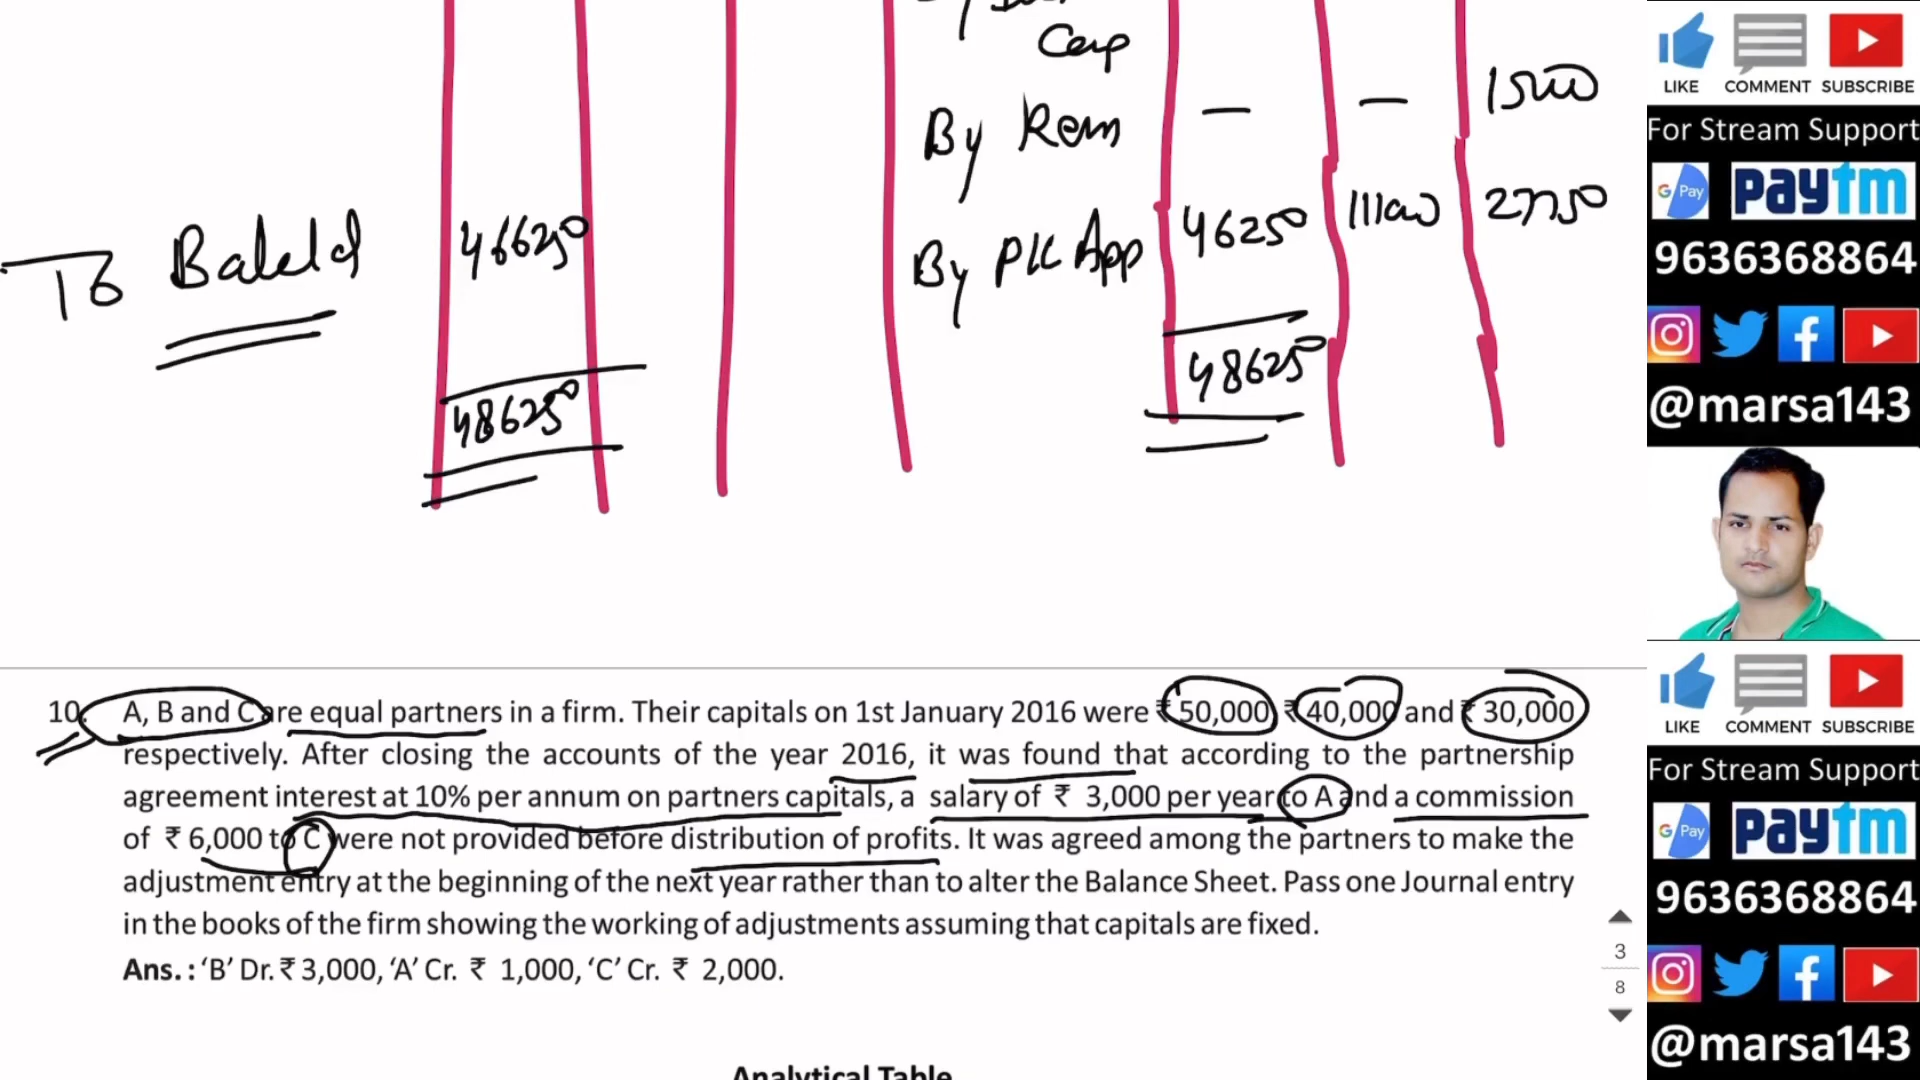 Cap
By Rem — — 1500
To Bal c/d 466250 By P/L App 46250 11100 27750
486250 486250
10. A, B and C are equal partners in a firm. Their capitals on 1st January 2016 were ₹ 50,000 ₹ 40,000 and ₹ 30,000
respectively. After closing the accounts of the year 2016, it was found that according to the partnership
agreement interest at 10% per annum on partners capitals, a salary of ₹ 3,000 per year to A and a commission
of ₹ 6,000 to C were not provided before distribution of profits. It was agreed among the partners to make the
adjustment entry at the beginning of the next year rather than to alter the Balance Sheet. Pass one Journal entry
in the books of the firm showing the working of adjustments assuming that capitals are fixed.
Ans. : ‘B’ Dr. ₹ 3,000, ‘A’ Cr. ₹ 1,000, ‘C’ Cr. ₹ 2,000.
Analytical Table
3
8
LIKE COMMENT SUBSCRIBE
For Stream Support
G Pay paytm
9636368864
@marsa143
LIKE COMMENT SUBSCRIBE
For Stream Support
G Pay paytm
9636368864
@marsa143